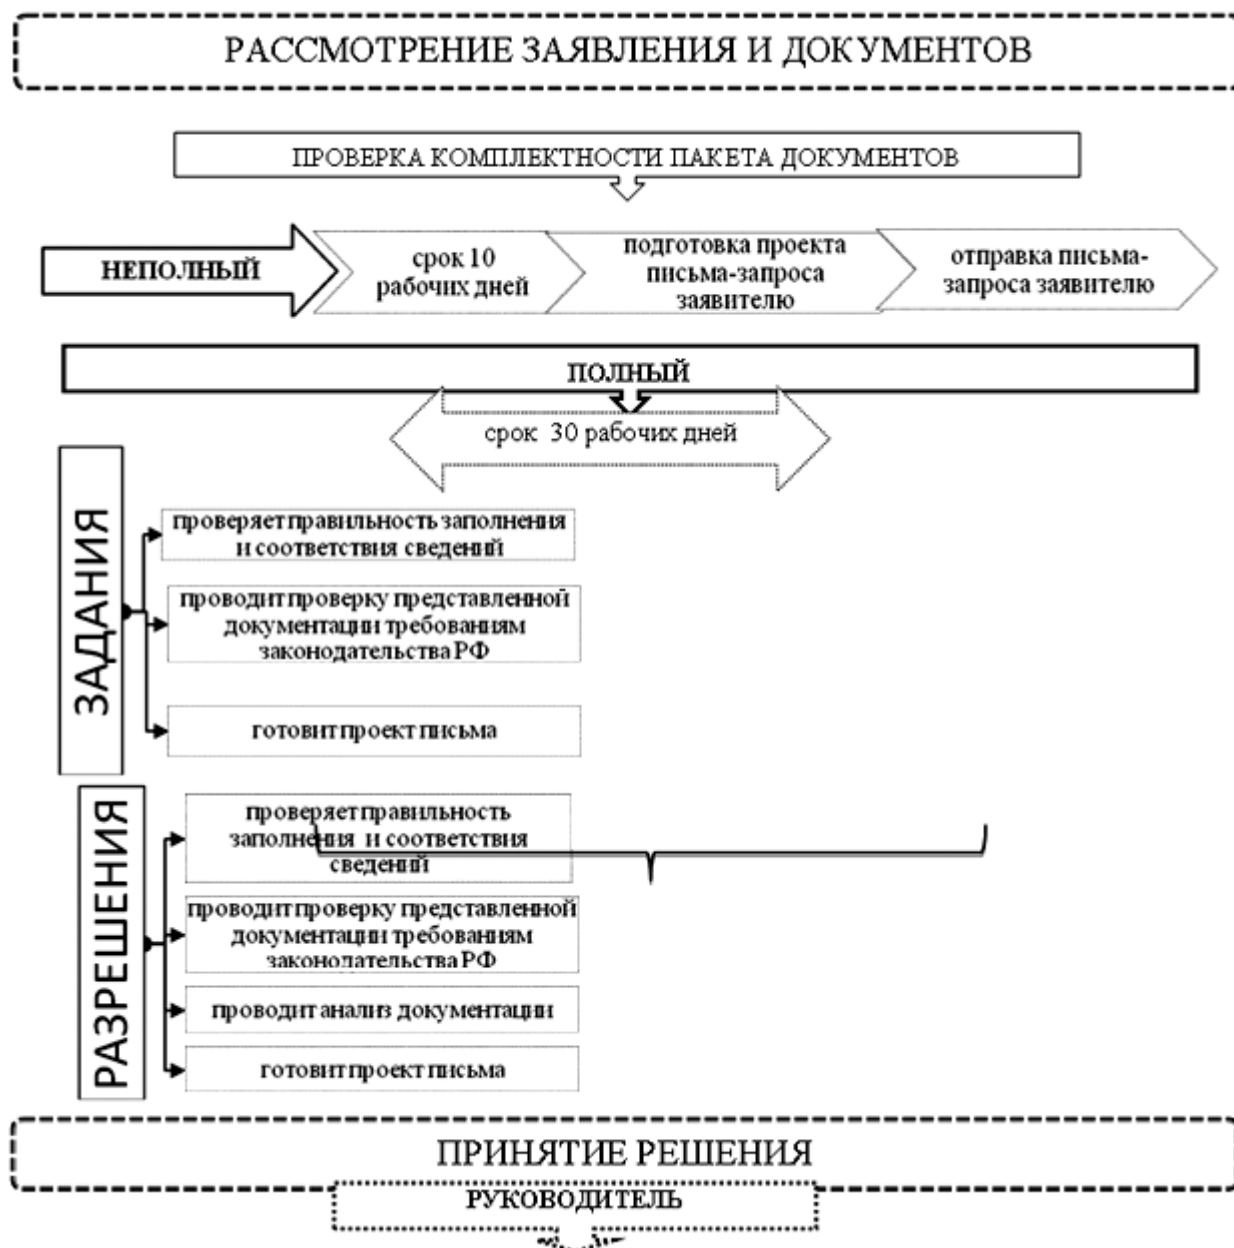 РАССМОТРЕНИЕ ЗАЯВЛЕНИЯ И ДОКУМЕНТОВ
ПРОВЕРКА КОМПЛЕКТНОСТИ ПАКЕТА ДОКУМЕНТОВ
НЕПОЛНЫЙ
срок 10
рабочих дней
подготовка проекта
письма-запроса
заявителю
отправка письма-
запроса заявителю
ПОЛНЫЙ
срок 30 рабочих дней
ЗАДАНИЯ
проверяет правильность заполнения
и соответствия сведений
проводит проверку представленной
документации требованиям
законодательства РФ
готовит проект письма
РАЗРЕШЕНИЯ
проверяет правильность
заполнения и соответствия
сведений
проводит проверку представленной
документации требованиям
законодательства РФ
проводит анализ документации
готовит проект письма
ПРИНЯТИЕ РЕШЕНИЯ
РУКОВОДИТЕЛЬ